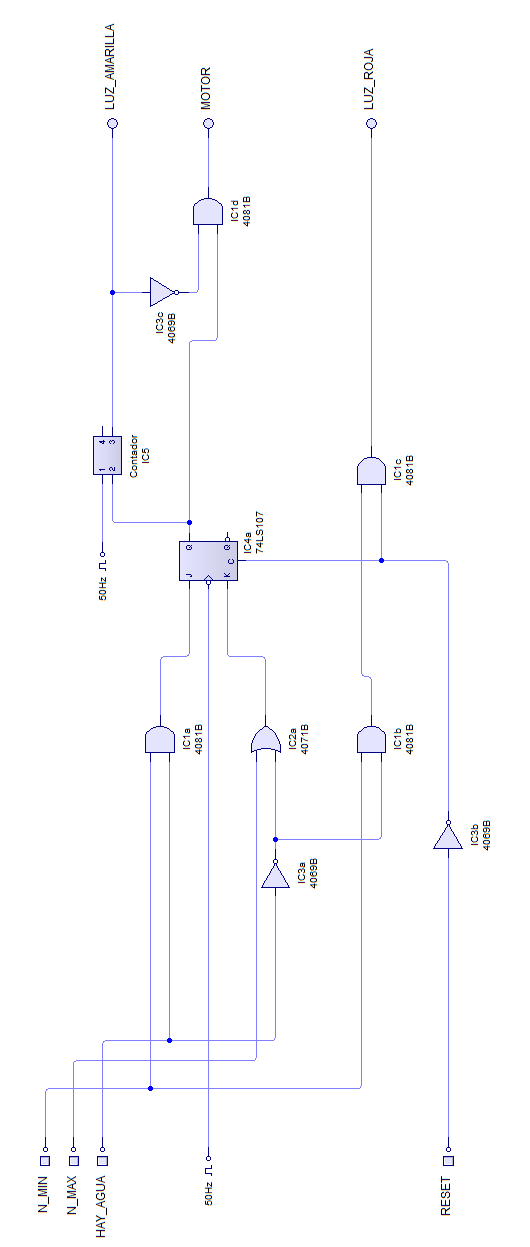 LUZ_AMARILLA
MOTOR
LUZ_ROJA
IC1d
4081B
IC3c
4069B
4
3
1
2
Contador
IC5
IC1c
4081B
50Hz
Q
Q
J
K
C
IC4a
74LS107
IC1a
4081B
IC2a
4071B
IC1b
4081B
IC3a
4069B
IC3b
4069B
N_MIN
N_MAX
HAY_AGUA
50Hz
RESET